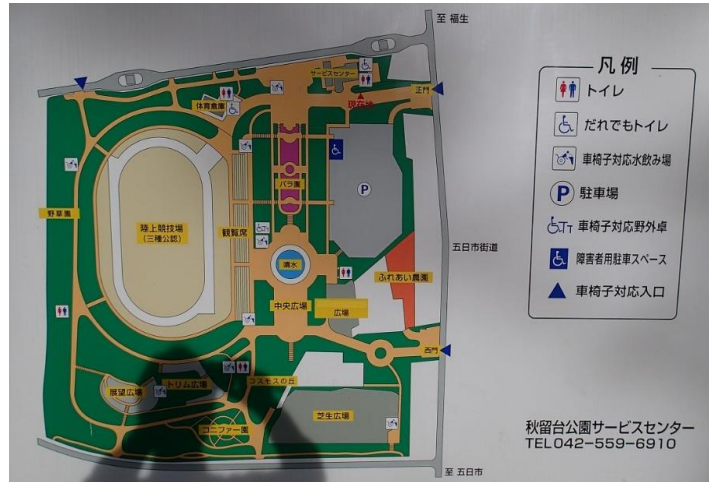 至 福生
サービスセンター
正門
現在地
体育倉庫
バラ園
P
野草園
陸上競技場
(三種公認)
観覧席
噴水
五日市街道
ふれあい農園
中央広場
広場
西門
展望広場
トリム広場
コスモスの丘
コニファー園
芝生広場
至 五日市
凡例
トイレ
だれでもトイレ
車椅子対応水飲み場
P 駐車場
車椅子対応野外卓
障害者用駐車スペース
車椅子対応入口
秋留台公園サービスセンター
TEL042-559-6910